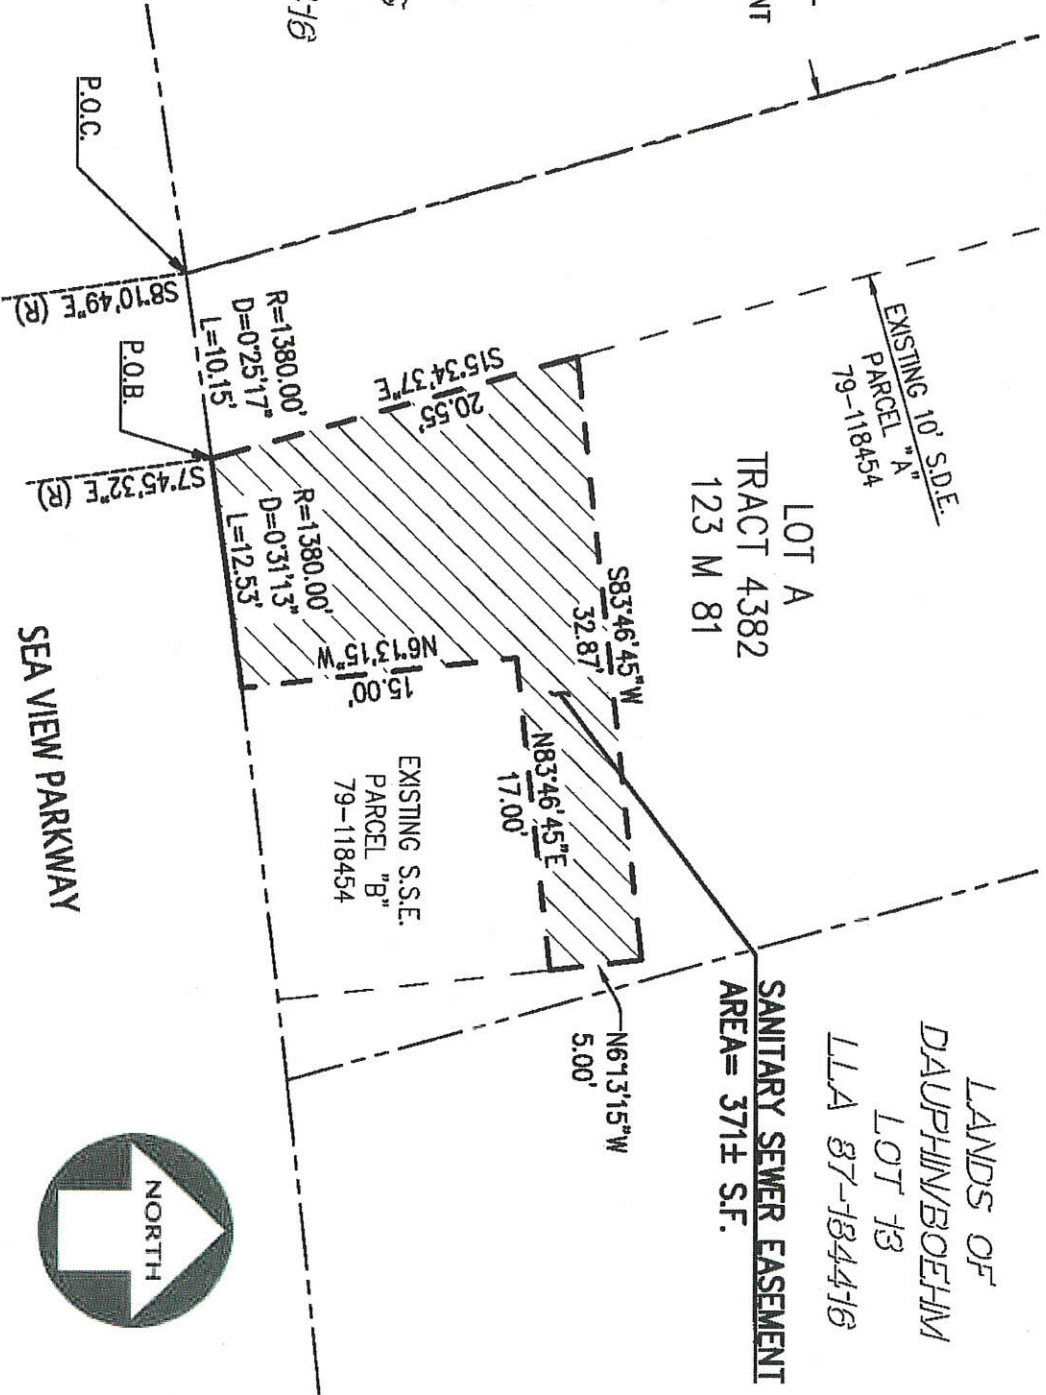 NT
P.O.C.
S8°10'49"E (R)
R=1380.00'
D=0°25'17"
L=10.15'
P.O.B.
S7°45'32"E (R)
S15°34'37"E
20.55'
R=1380.00'
D=0°31'13"
L=12.53'
EXISTING 10' S.D.E.
PARCEL "A"
79-118454
LOT A
TRACT 4382
123 M 81
S83°46'45"W
32.87'
N6°13'15"W
15.00'
N83°46'45"E
17.00'
EXISTING S.S.E.
PARCEL "B"
79-118454
N6°13'15"W
5.00'
SANITARY SEWER EASEMENT
AREA= 371± S.F.
LANDS OF
DAUPHIN/BOEHM
LOT 13
LLA 87-184416
SEA VIEW PARKWAY
NORTH